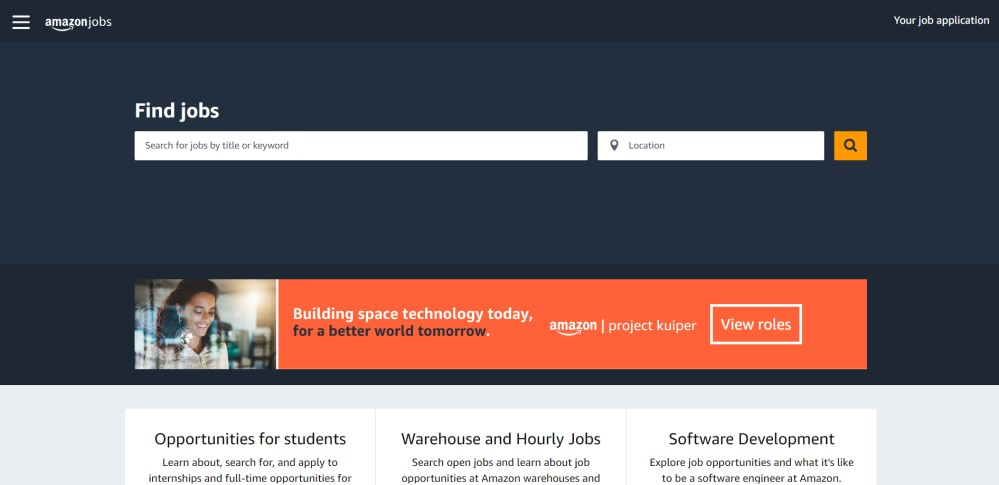 amazon jobs
Your job application
Find jobs
Search for jobs by title or keyword
Location
Building space technology today,
for a better world tomorrow.
amazon | project kuiper
View roles
Opportunities for students
Learn about, search for, and apply to
internships and full-time opportunities for
Warehouse and Hourly Jobs
Search open jobs and learn about job
opportunities at Amazon warehouses and
Software Development
Explore job opportunities and what it's like
to be a software engineer at Amazon.